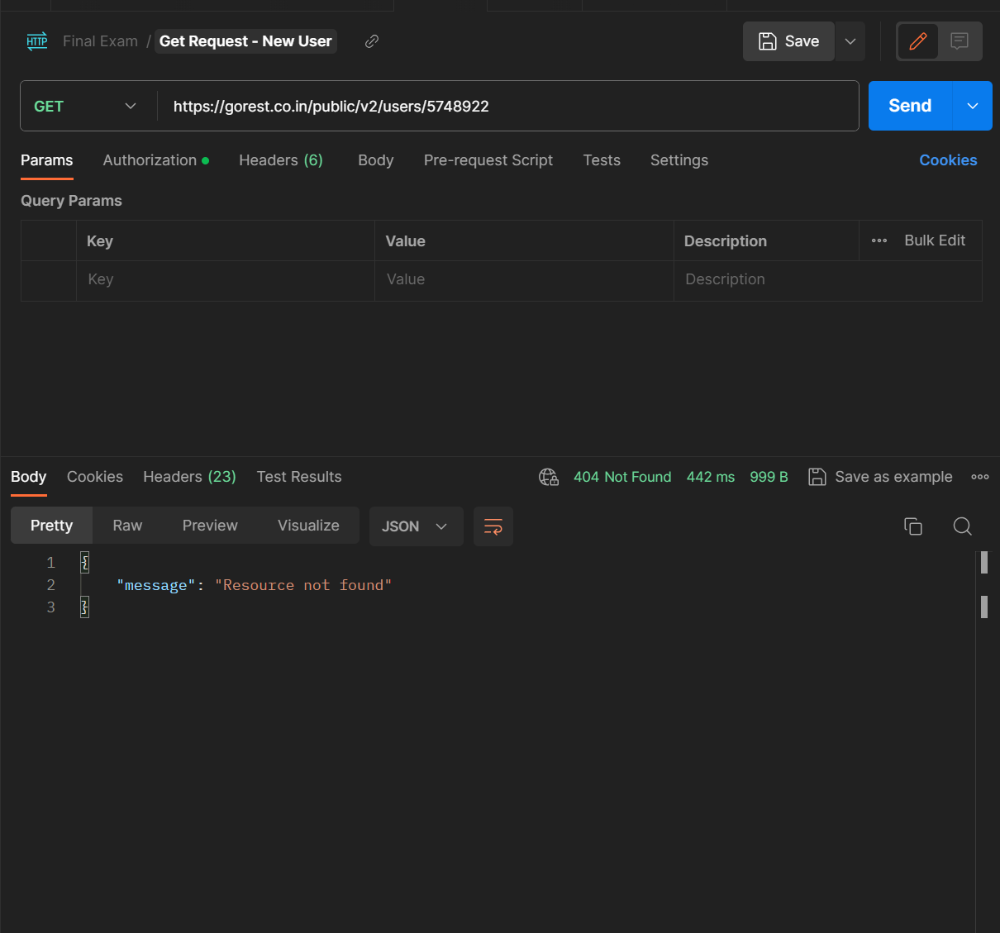 HTTP Final Exam / Get Request - New User Save
GET https://gorest.co.in/public/v2/users/5748922 Send
Params Authorization Headers (6) Body Pre-request Script Tests Settings Cookies
Query Params
Key Value Description Bulk Edit
Key Value Description
Body Cookies Headers (23) Test Results 404 Not Found 442 ms 999 B Save as example
Pretty Raw Preview Visualize JSON
1 {
2 "message": "Resource not found"
3 }